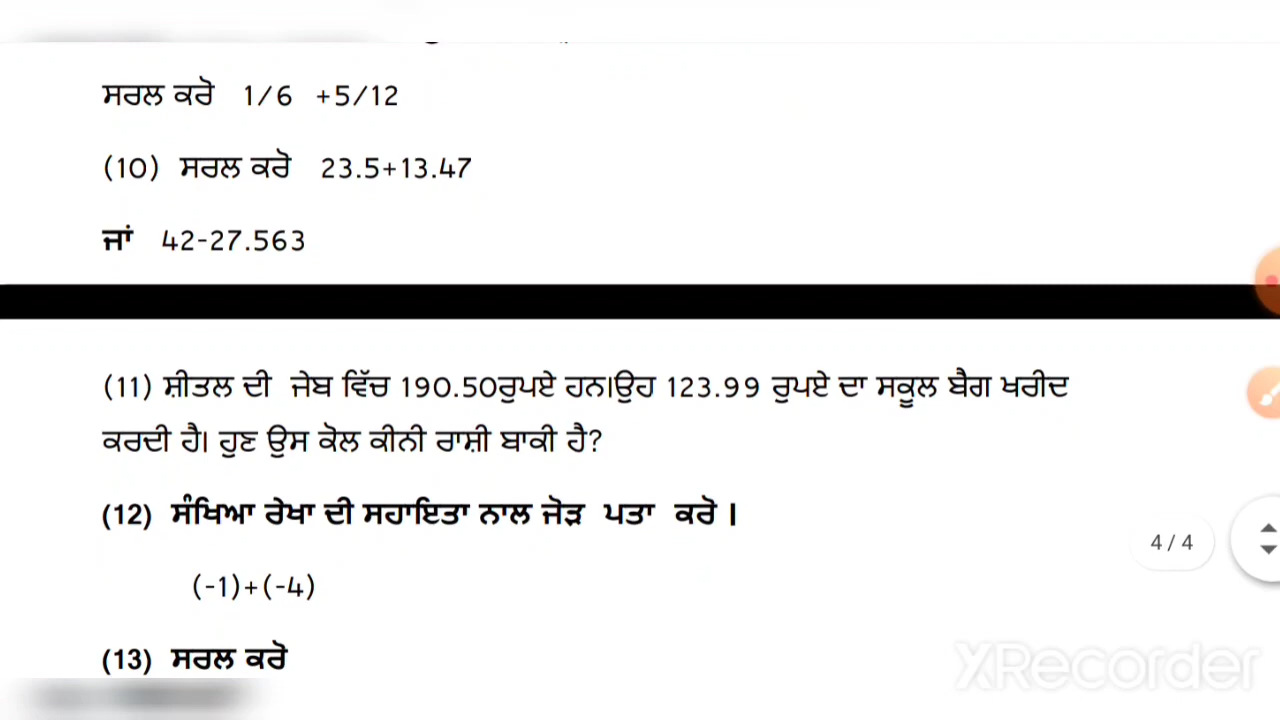 ਸਰਲ ਕਰੋ 1/6 +5/12
(10) ਸਰਲ ਕਰੋ 23.5+13.47
ਜਾਂ 42-27.563
(11) ਸ਼ੀਤਲ ਦੀ ਜੇਬ ਵਿੱਚ 190.50ਰੁਪਏ ਹਨ।ਉਹ 123.99 ਰੁਪਏ ਦਾ ਸਕੂਲ ਬੈਗ ਖਰੀਦ
ਕਰਦੀ ਹੈ। ਹੁਣ ਉਸ ਕੋਲ ਕੀਨੀ ਰਾਸ਼ੀ ਬਾਕੀ ਹੈ?
(12) ਸੰਖਿਆ ਰੇਖਾ ਦੀ ਸਹਾਇਤਾ ਨਾਲ ਜੋੜ ਪਤਾ ਕਰੋ ।
4 / 4
(-1)+(-4)
(13) ਸਰਲ ਕਰੋ
XRecorder